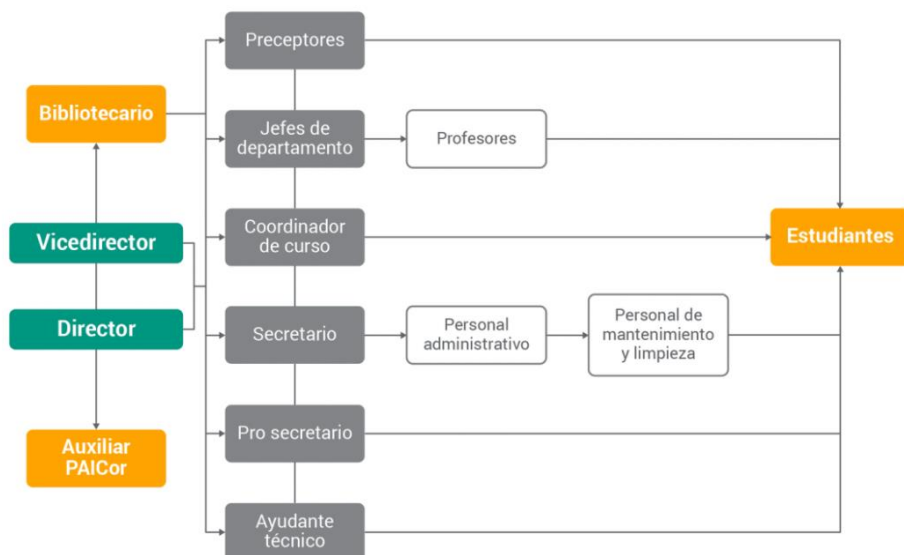 Preceptores
Bibliotecario
Jefes de
departamento
Profesores
Vicedirector
Coordinador
de curso
Estudiantes
Director
Secretario
Personal
administrativo
Personal de
mantenimiento
y limpieza
Auxiliar
PAICor
Pro secretario
Ayudante
técnico